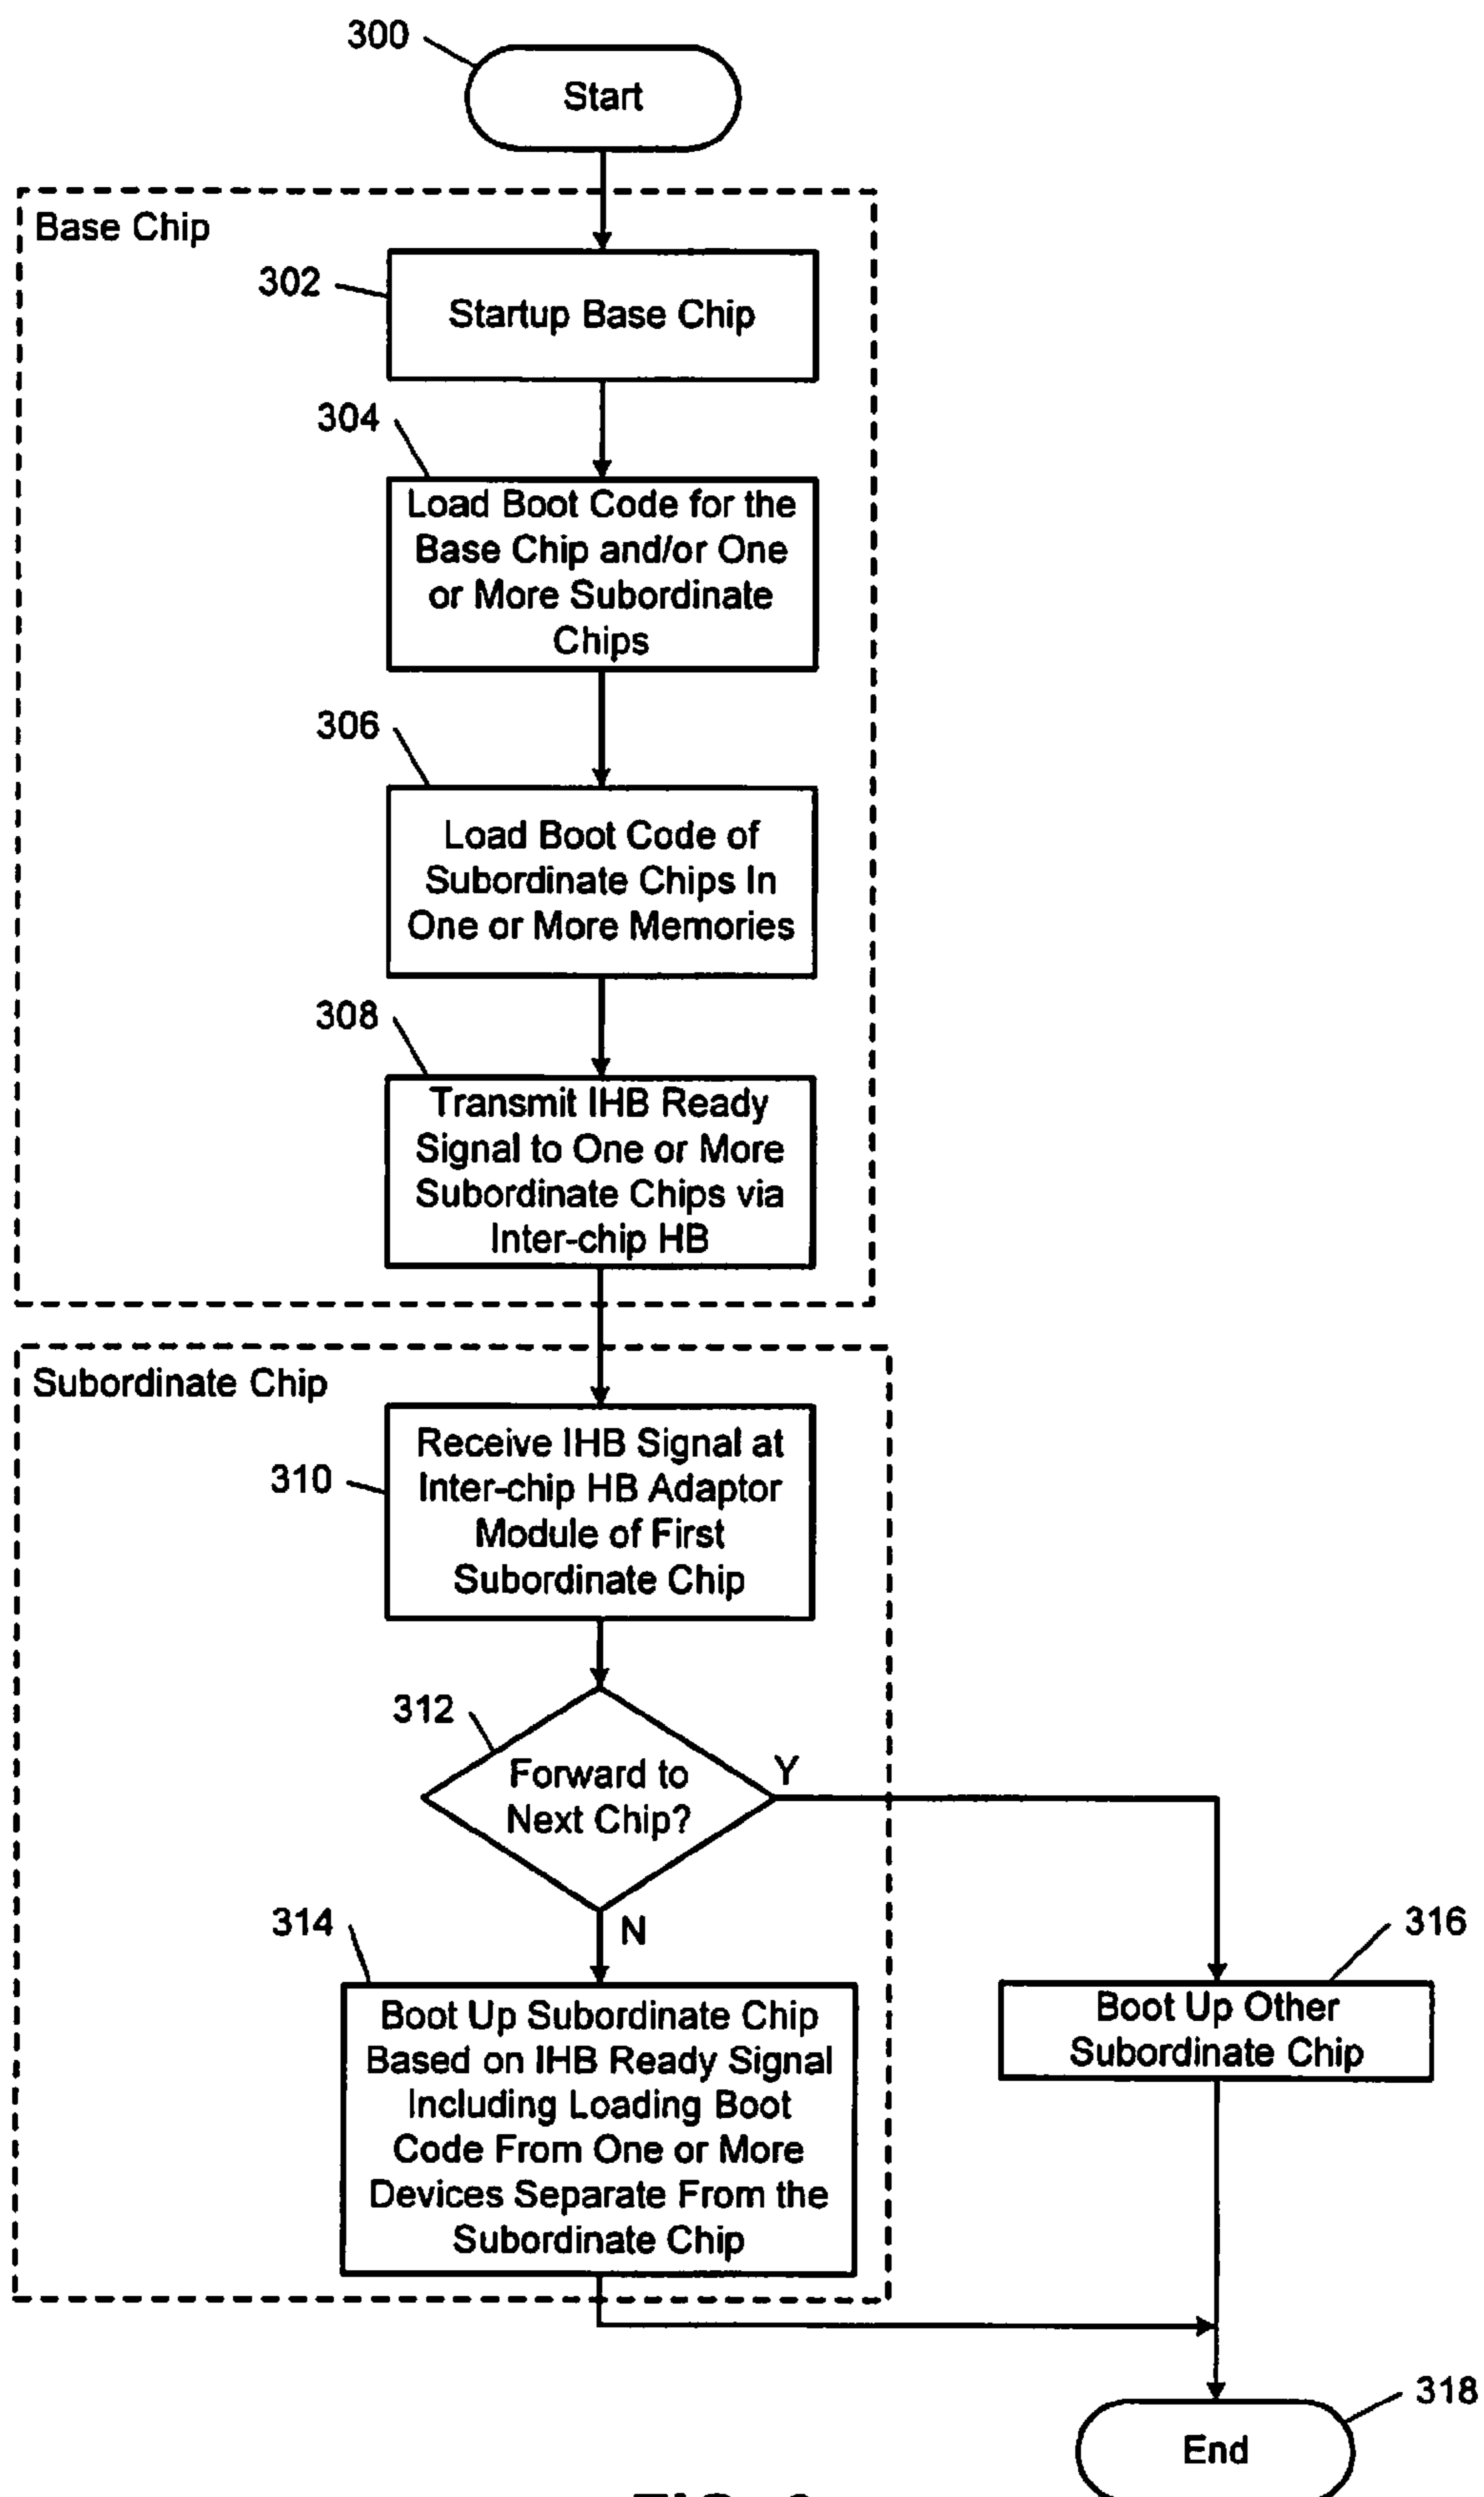 300
Start
Base Chip
302
Startup Base Chip
304
Load Boot Code for the
Base Chip and/or One
or More Subordinate
Chips
306
Load Boot Code of
Subordinate Chips In
One or More Memories
308
Transmit IHB Ready
Signal to One or More
Subordinate Chips via
Inter-chip HB
Subordinate Chip
310
Receive IHB Signal at
Inter-chip HB Adaptor
Module of First
Subordinate Chip
312
Forward to
Next Chip?
Y
N
314
Boot Up Subordinate Chip
Based on IHB Ready Signal
Including Loading Boot
Code From One or More
Devices Separate From the
Subordinate Chip
316
Boot Up Other
Subordinate Chip
318
End